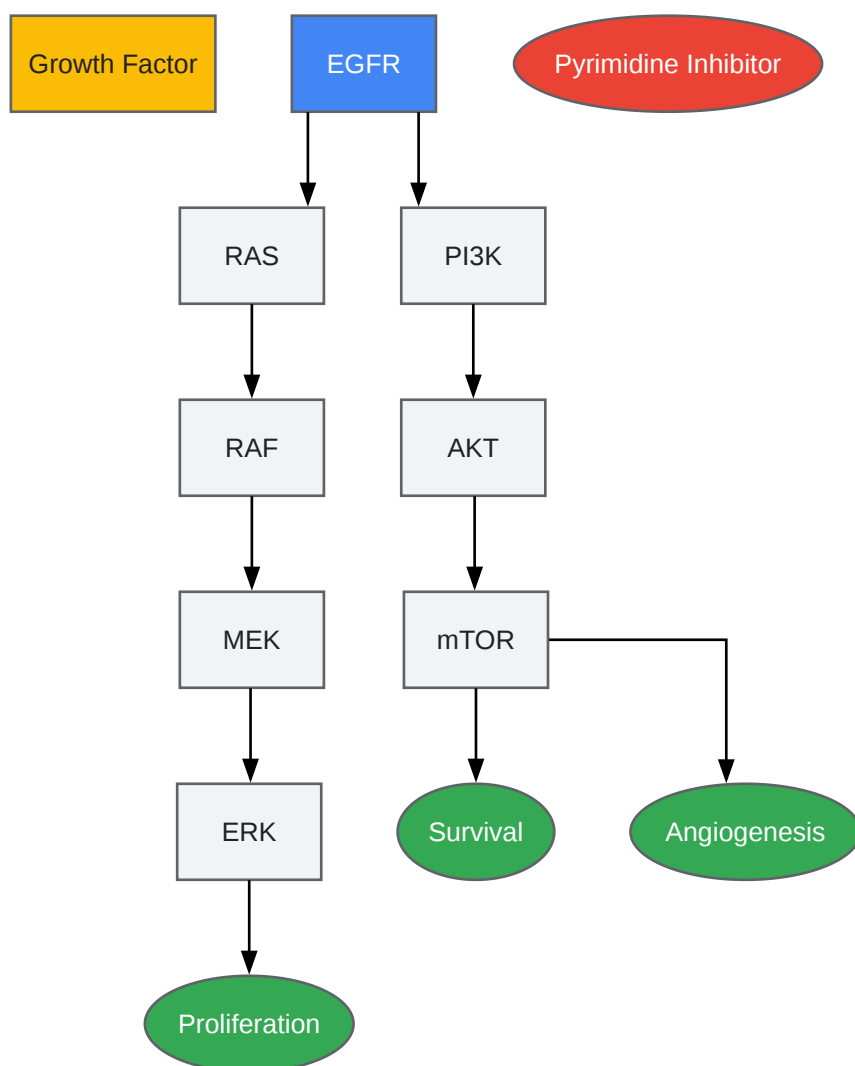 Growth Factor
EGFR
Pyrimidine Inhibitor
RAS
PI3K
RAF
AKT
MEK
mTOR
ERK
Survival
Angiogenesis
Proliferation